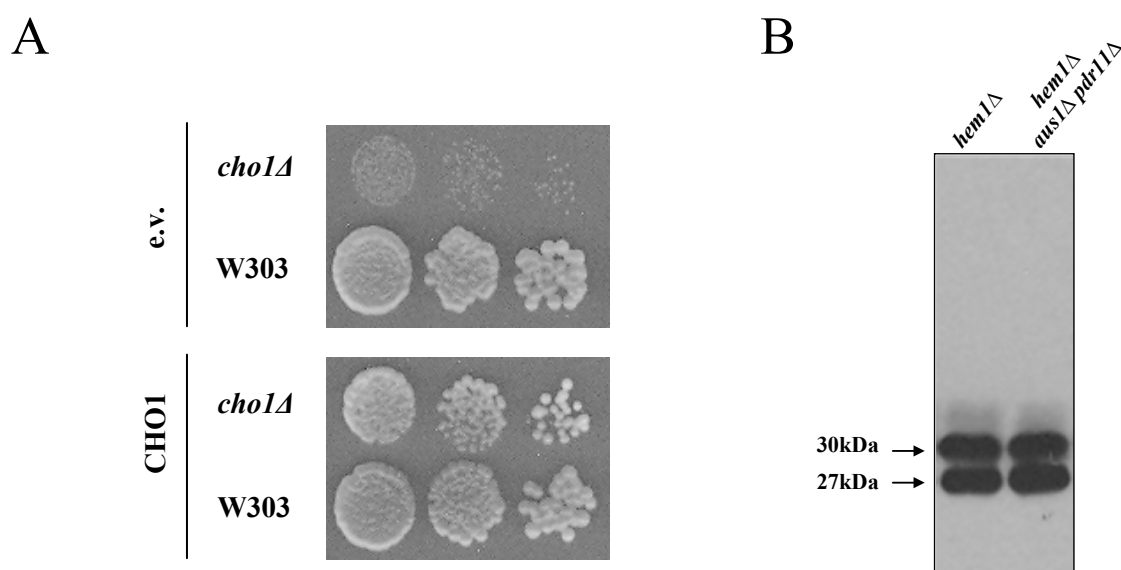 A
B
e.v.
cho1Δ
W303
CHO1
cho1Δ
W303
hem1Δ
hem1Δ
aus1Δ pdr11Δ
30kDa
27kDa